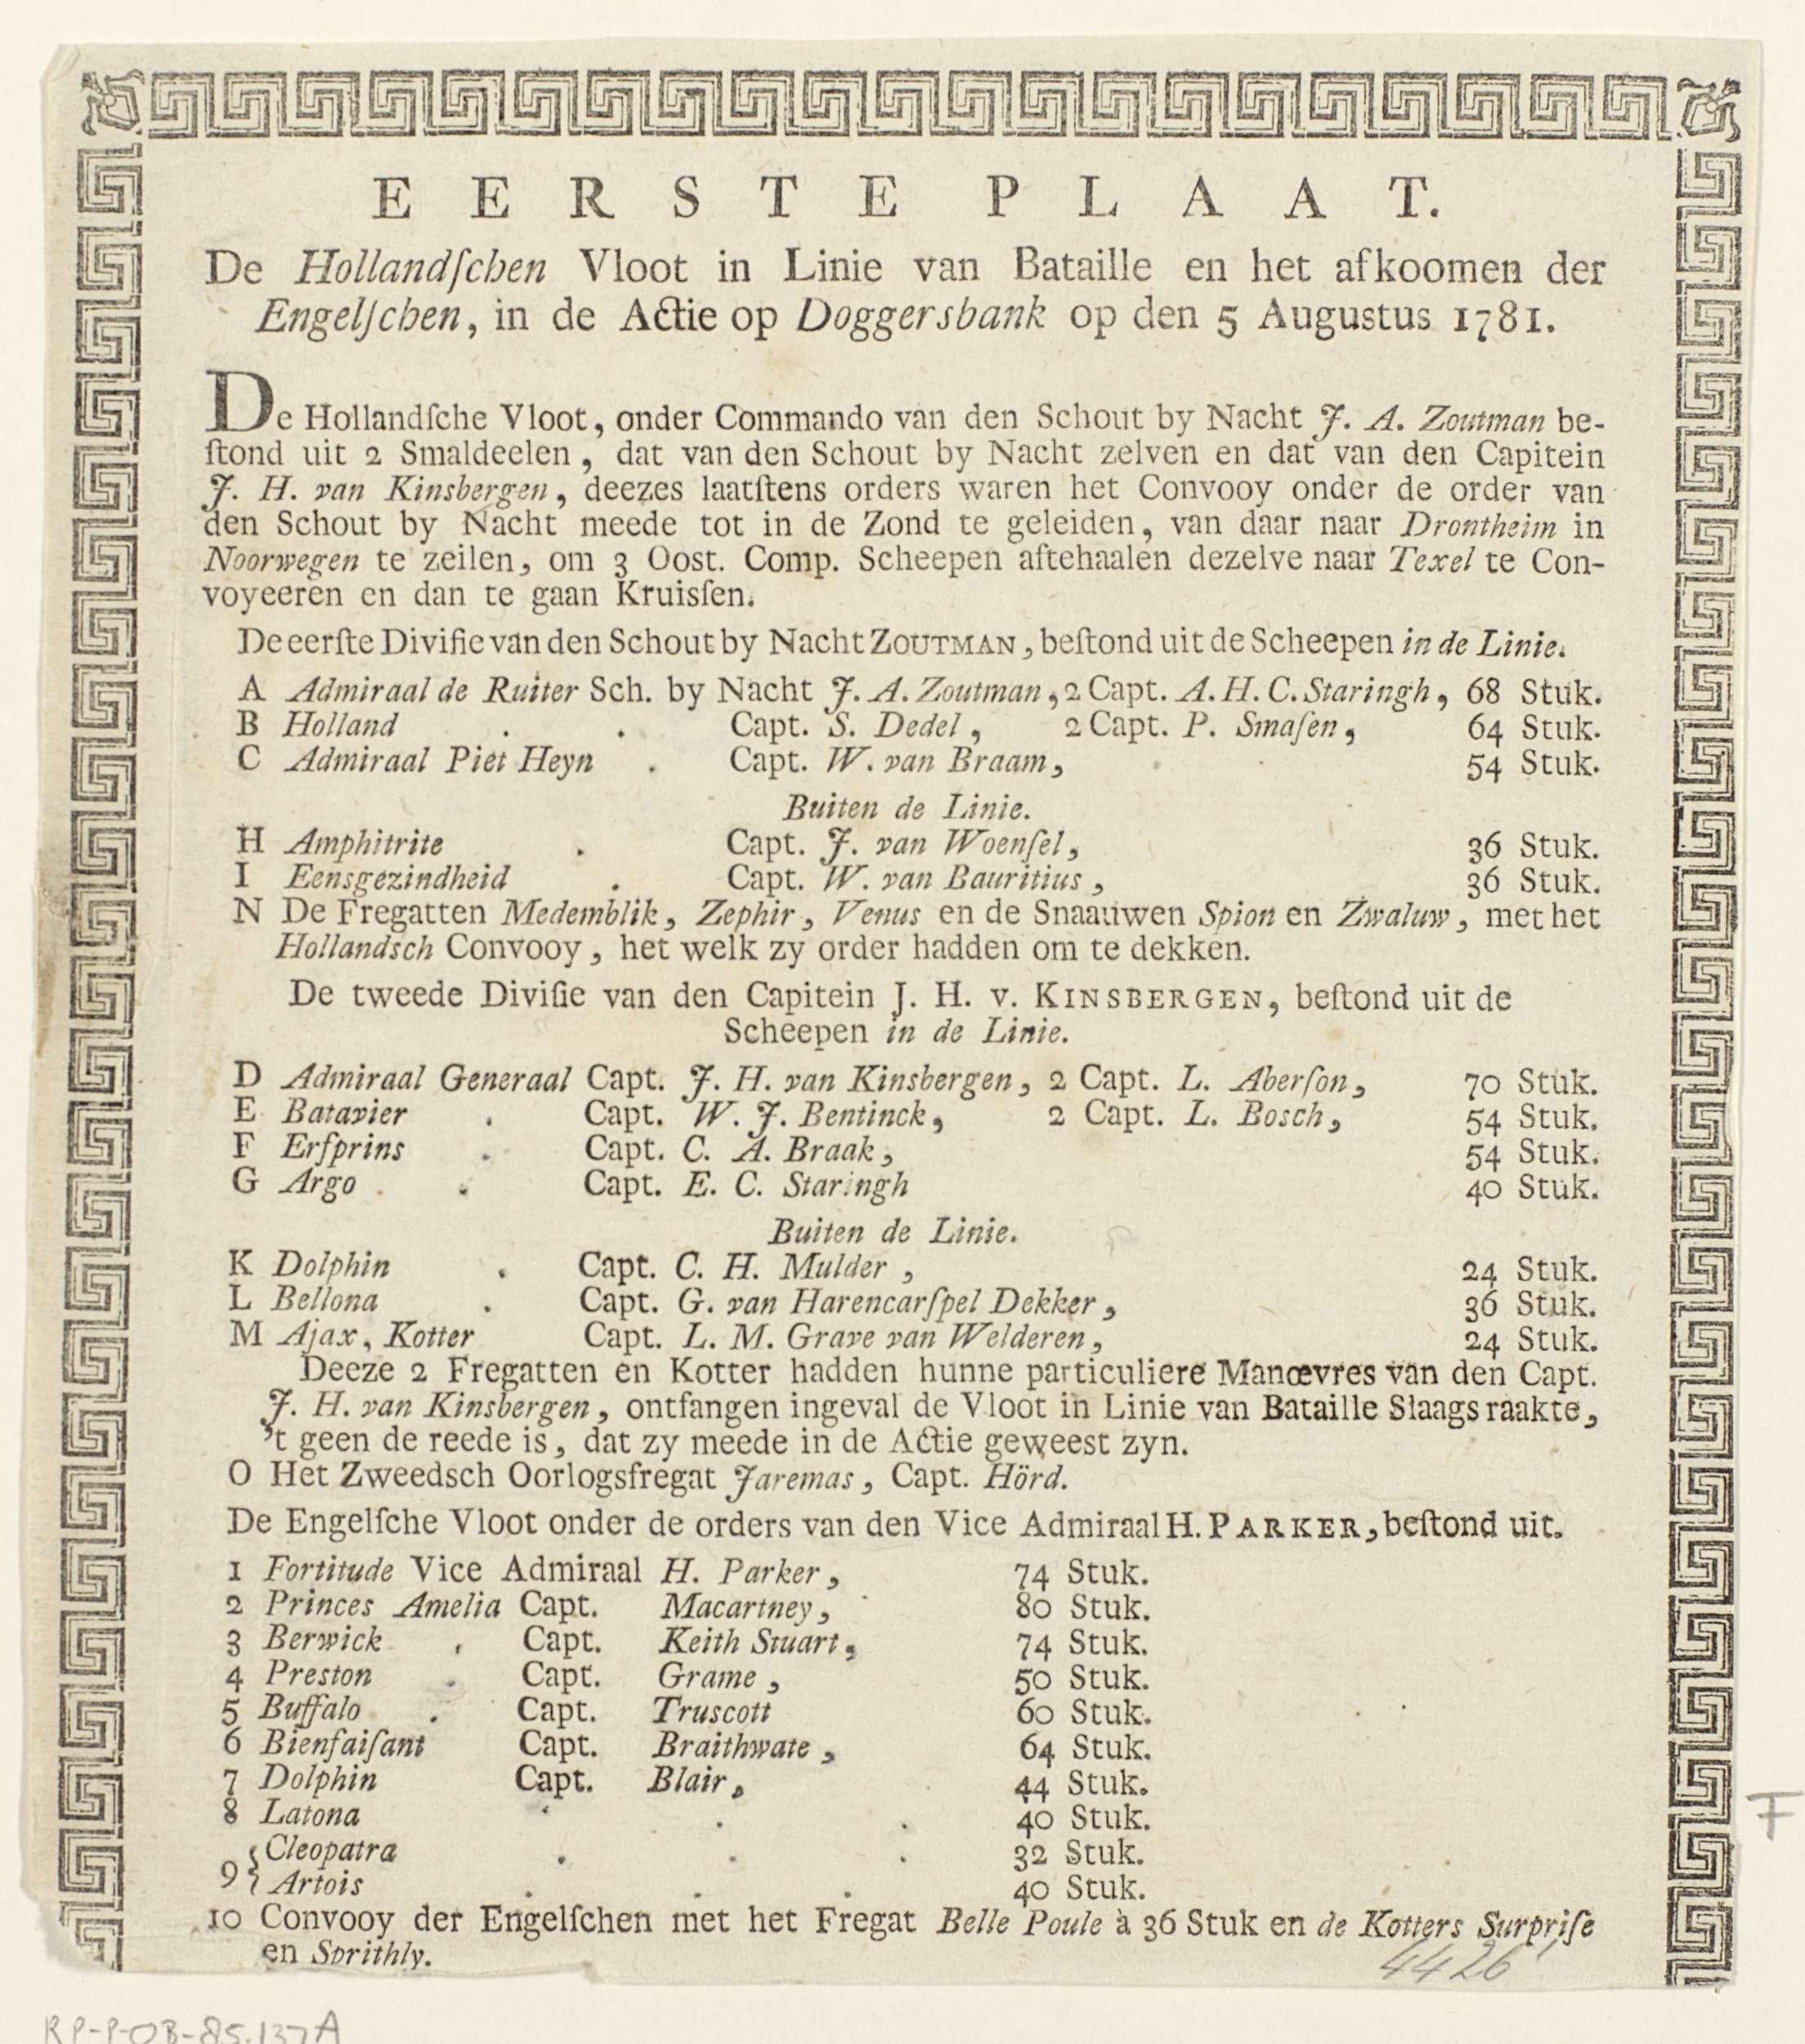 EERSTE PLAAT.
De Hollandſchen Vloot in Linie van Bataille en het afkoomen der
Engelſchen, in de Actie op Doggersbank op den 5 Augustus 1781.
De Hollandſche Vloot, onder Commando van den Schout by Nacht J. A. Zoutman be-
ſtond uit 2 Smaldeelen, dat van den Schout by Nacht zelven en dat van den Capitein
J. H. van Kinsbergen, deezes laatſtens orders waren het Convooy onder de order van
den Schout by Nacht meede tot in de Zond te geleiden, van daar naar Drontheim in
Noorwegen te zeilen, om 3 Oost. Comp. Scheepen aftehaalen dezelve naar Texel te Con-
voyeeren en dan te gaan Kruisſen.
De eerſte Diviſie van den Schout by Nacht ZOUTMAN, beſtond uit de Scheepen in de Linie.
A Admiraal de Ruiter Sch. by Nacht J. A. Zoutman, 2 Capt. A. H. C. Staringh, 68 Stuk.
B Holland . . Capt. S. Dedel, 2 Capt. P. Smaſen, 64 Stuk.
C Admiraal Piet Heyn . Capt. W. van Braam, 54 Stuk.
Buiten de Linie.
H Amphitrite . Capt. J. van Woenſel, 36 Stuk.
I Eensgezindheid . Capt. W. van Bauritius, 36 Stuk.
N De Fregatten Medemblik, Zephir, Venus en de Snaauwen Spion en Zwaluw, met het
Hollandsch Convooy, het welk zy order hadden om te dekken.
De tweede Diviſie van den Capitein J. H. v. KINSBERGEN, beſtond uit de
Scheepen in de Linie.
D Admiraal Generaal Capt. J. H. van Kinsbergen, 2 Capt. L. Aberſon, 70 Stuk.
E Batavier . Capt. W. J. Bentinck, 2 Capt. L. Bosch, 54 Stuk.
F Erfprins . Capt. C. A. Braak, 54 Stuk.
G Argo . . Capt. E. C. Staringh 40 Stuk.
Buiten de Linie.
K Dolphin . Capt. C. H. Mulder, 24 Stuk.
L Bellona . Capt. G. van Harencarſpel Dekker, 36 Stuk.
M Ajax, Kotter Capt. L. M. Grave van Welderen, 24 Stuk.
Deeze 2 Fregatten en Kotter hadden hunne particuliere Manœvres van den Capt.
J. H. van Kinsbergen, ontfangen ingeval de Vloot in Linie van Bataille Slaags raakte,
't geen de reede is, dat zy meede in de Actie geweest zyn.
O Het Zweedsch Oorlogsfregat Jaremas, Capt. Hörd.
De Engelſche Vloot onder de orders van den Vice Admiraal H. PARKER, beſtond uit.
1 Fortitude Vice Admiraal H. Parker, 74 Stuk.
2 Princes Amelia Capt. Macartney, 80 Stuk.
3 Berwick . Capt. Keith Stuart, 74 Stuk.
4 Preston . Capt. Grame, 50 Stuk.
5 Buffalo . Capt. Truscott 60 Stuk.
6 Bienfaiſant Capt. Braithwate, 64 Stuk.
7 Dolphin Capt. Blair, 44 Stuk.
8 Latona . . . 40 Stuk.
9 { Cleopatra . . . 32 Stuk.
Artois . . . 40 Stuk.
10 Convooy der Engelſchen met het Fregat Belle Poule à 36 Stuk en de Kotters Surpriſe
en Sprithly.
4426
F
RP-P-OB-85.137A